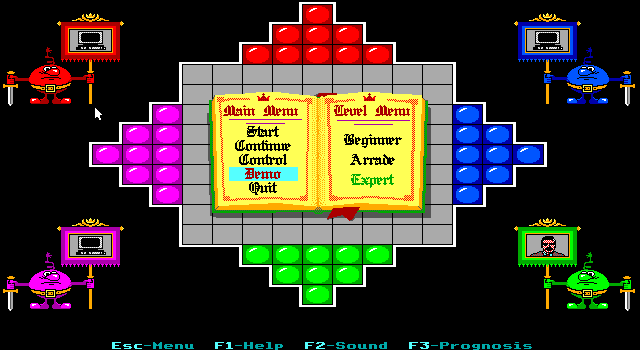 Main Menu
Start
Continue
Control
Demo
Quit
Level Menu
Beginner
Arcade
Expert
Esc-Menu F1-Help F2-Sound F3-Prognosis